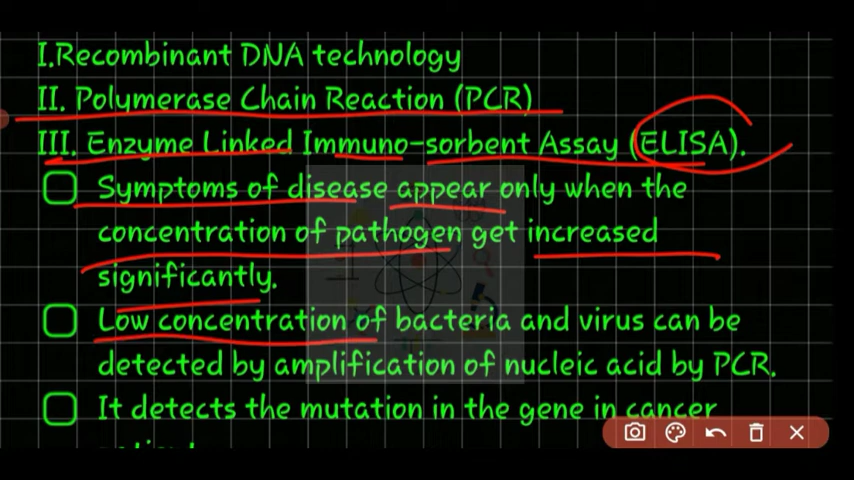 I.Recombinant DNA technology
II. Polymerase Chain Reaction (PCR)
III. Enzyme Linked Immuno-sorbent Assay (ELISA).
Symptoms of disease appear only when the
concentration of pathogen get increased
significantly.
Low concentration of bacteria and virus can be
detected by amplification of nucleic acid by PCR.
It detects the mutation in the gene in cancer